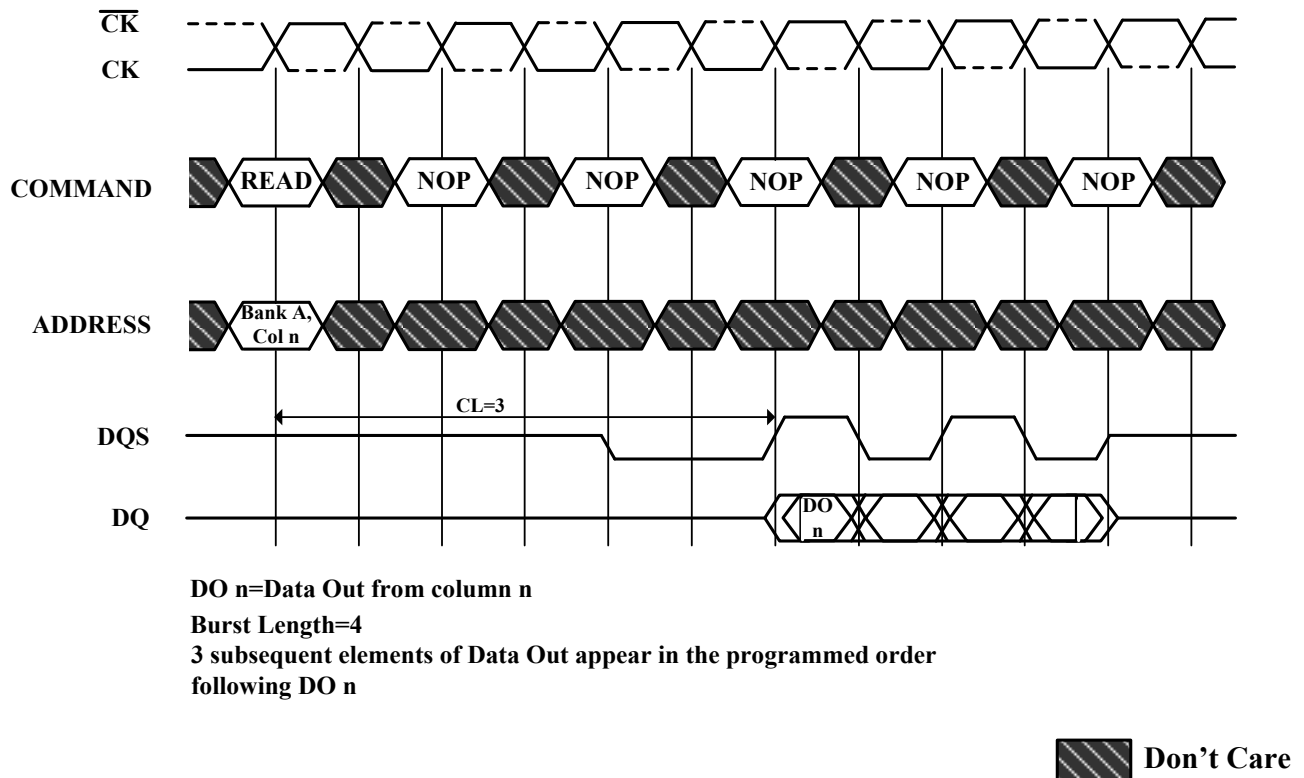 CK
CK
COMMAND
READ
NOP
NOP
NOP
NOP
NOP
ADDRESS
Bank A,
Col n
CL=3
DQS
DQ
DO
n
DO n=Data Out from column n
Burst Length=4
3 subsequent elements of Data Out appear in the programmed order
following DO n
Don't Care